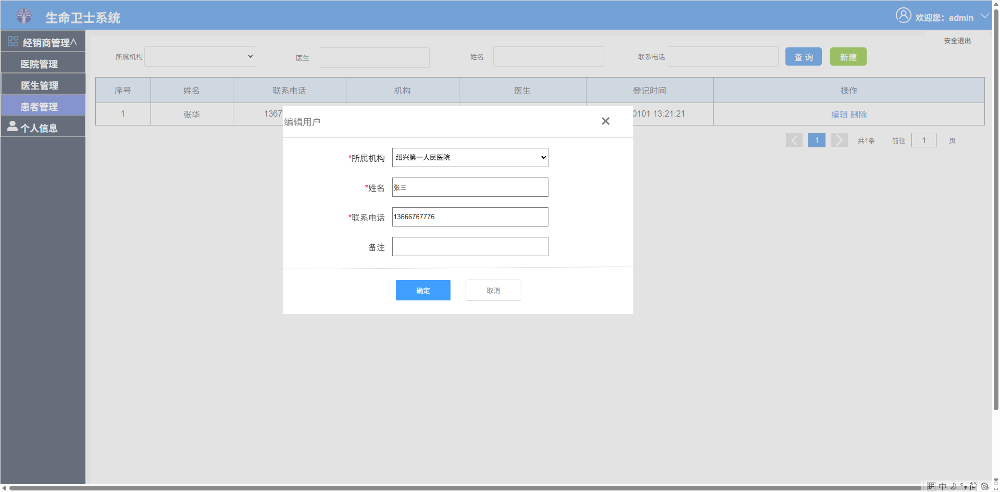 生命卫士系统
欢迎您：admin
安全退出
经销商管理
医院管理
医生管理
患者管理
个人信息
所属机构
医生
姓名
联系电话
查 询
新建
序号 姓名 联系电话 机构 医生 登记时间 操作
1 张华 1367 0101 13:21:21 编辑 删除
1 共1条 前往 1 页
编辑用户
*所属机构 绍兴第一人民医院
*姓名 张三
*联系电话 13666767776
备注
确定 取消
拼 中 简